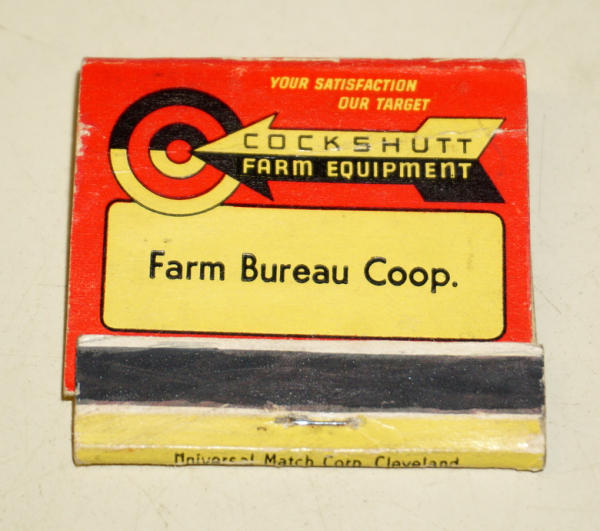 YOUR SATISFACTION
OUR TARGET
COCKSHUTT
FARM EQUIPMENT
Farm Bureau Coop.
Universal Match Corp. Cleveland